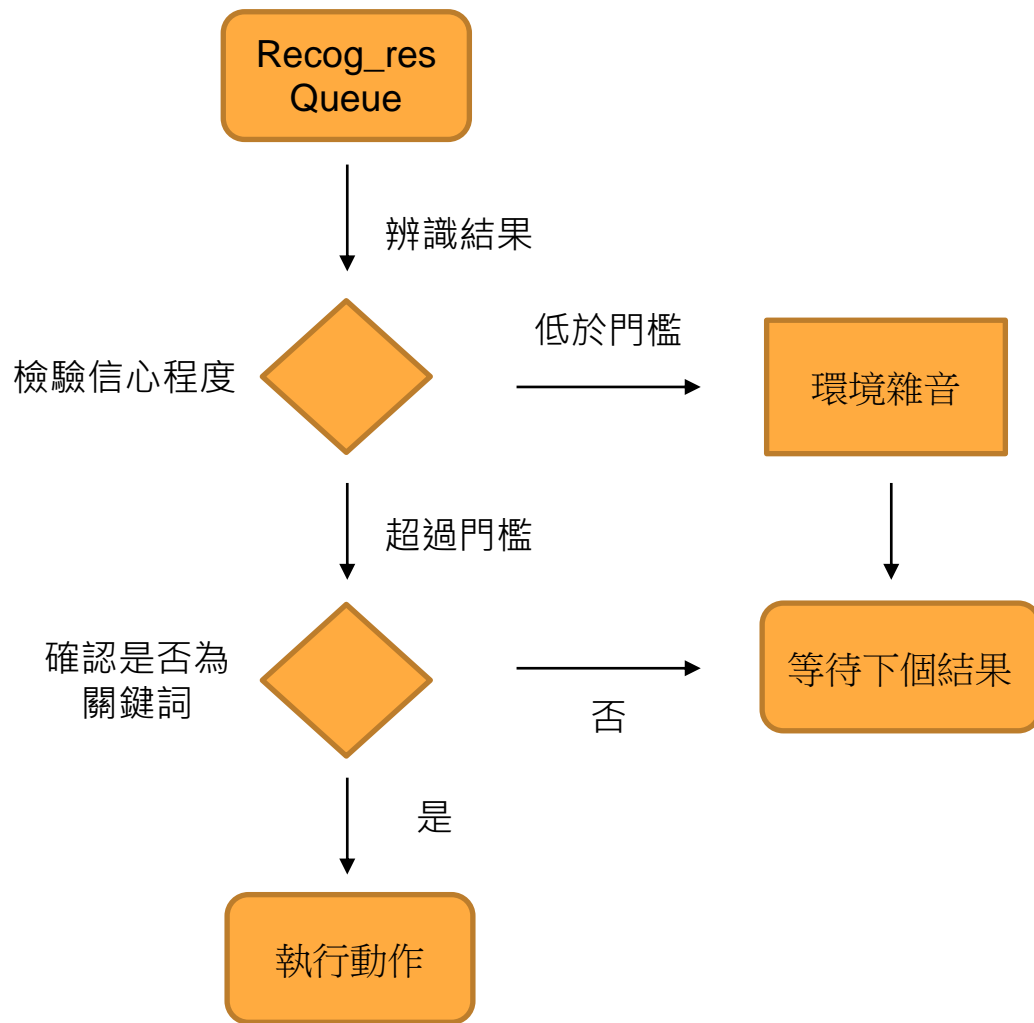 Recog_res
Queue
辨識結果
低於門檻
檢驗信心程度
環境雜音
超過門檻
確認是否為
關鍵詞
等待下個結果
否
是
執行動作